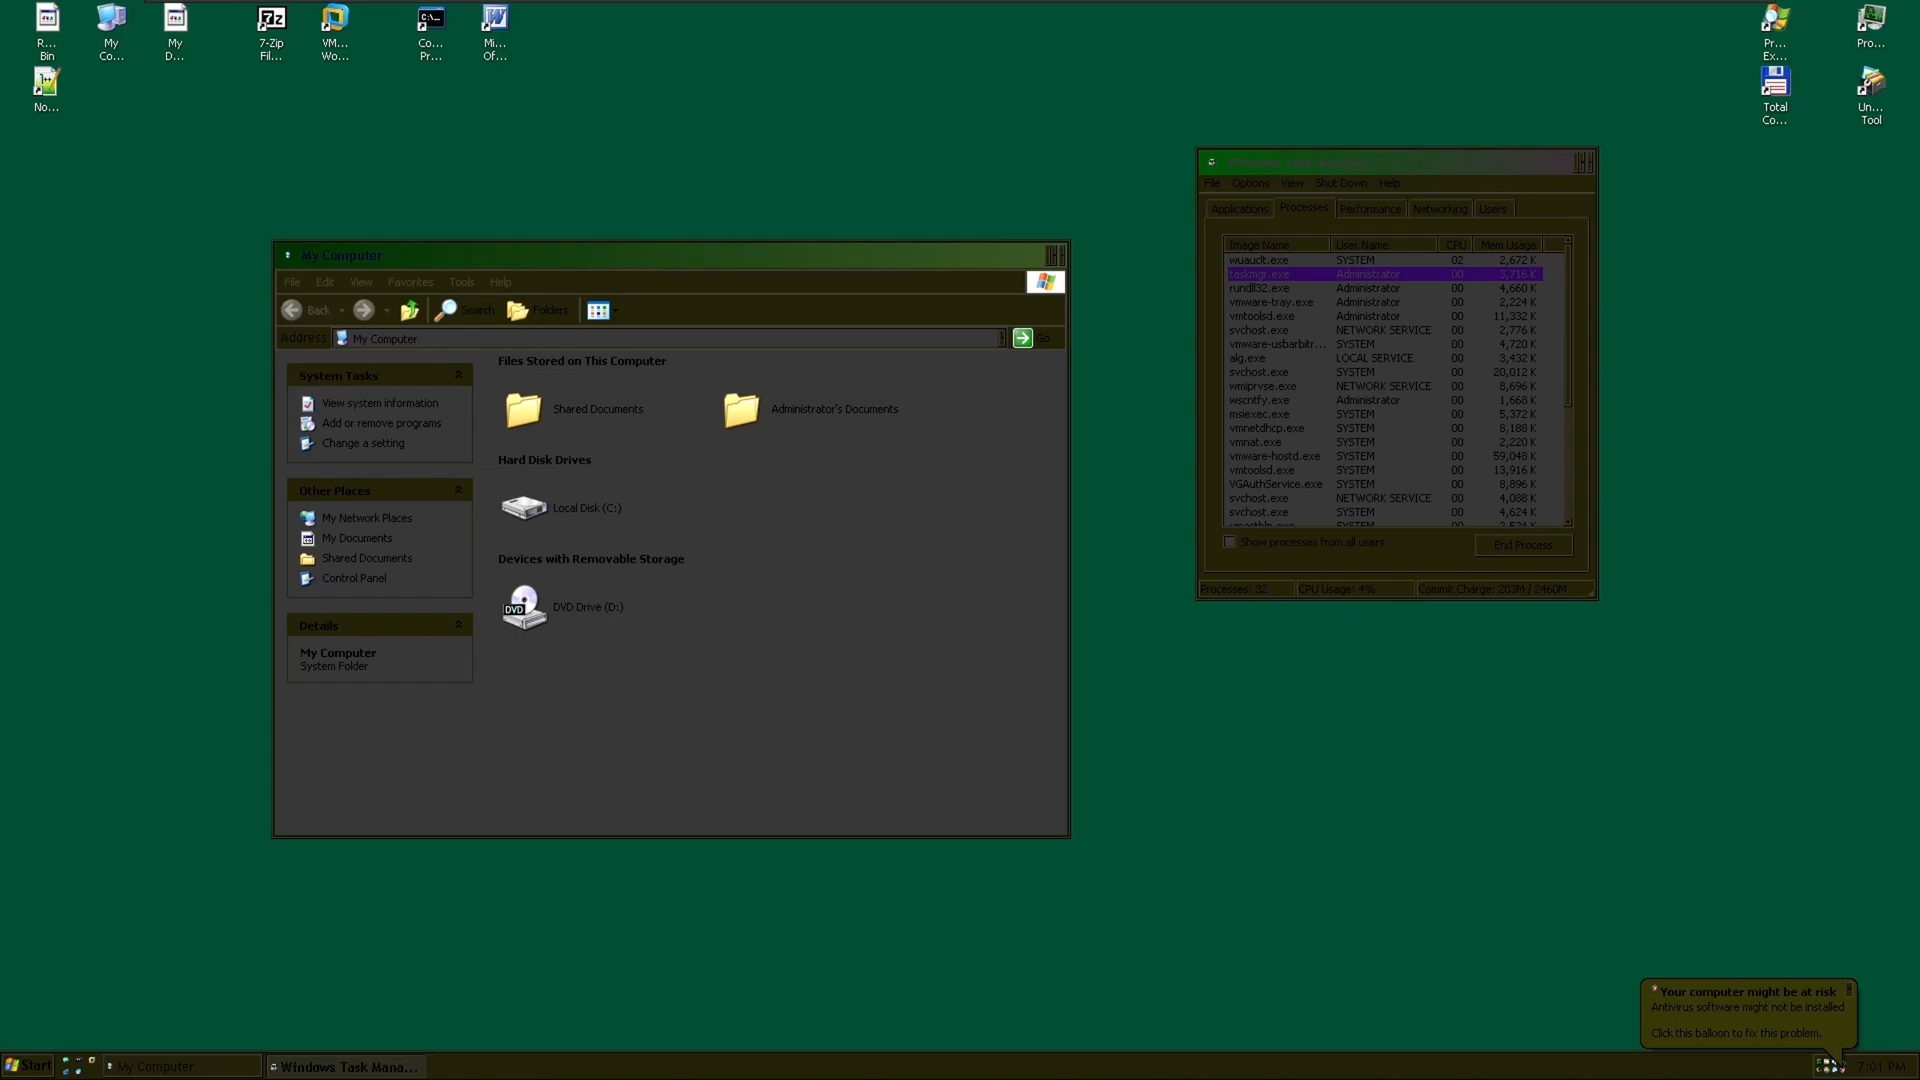 R...
Bin
My
Co...
My
D...
7-Zip
Fil...
VM...
Wo...
Co...
Pr...
Mi...
Of...
No...
Pr...
Ex...
Pro...
Total
Co...
Un...
Tool
My Computer
File Edit View Favorites Tools Help
Back Search Folders
Address My Computer Go
System Tasks
View system information
Add or remove programs
Change a setting
Other Places
My Network Places
My Documents
Shared Documents
Control Panel
Details
My Computer
System Folder
Files Stored on This Computer
Shared Documents Administrator's Documents
Hard Disk Drives
Local Disk (C:)
Devices with Removable Storage
DVD DVD Drive (D:)
Windows Task Manager
File Options View Shut Down Help
Applications Processes Performance Networking Users
Image Name User Name CPU Mem Usage
wuauclt.exe SYSTEM 02 2,672 K
taskmgr.exe Administrator 00 3,716 K
rundll32.exe Administrator 00 4,660 K
vmware-tray.exe Administrator 00 2,224 K
vmtoolsd.exe Administrator 00 11,332 K
svchost.exe NETWORK SERVICE 00 2,776 K
vmware-usbarbitr... SYSTEM 00 4,720 K
alg.exe LOCAL SERVICE 00 3,432 K
svchost.exe SYSTEM 00 20,012 K
wmiprvse.exe NETWORK SERVICE 00 8,696 K
wscntfy.exe Administrator 00 1,668 K
msiexec.exe SYSTEM 00 5,372 K
vmnetdhcp.exe SYSTEM 00 8,188 K
vmnat.exe SYSTEM 00 2,220 K
vmware-hostd.exe SYSTEM 00 59,048 K
vmtoolsd.exe SYSTEM 00 13,916 K
VGAuthService.exe SYSTEM 00 8,896 K
svchost.exe NETWORK SERVICE 00 4,088 K
svchost.exe SYSTEM 00 4,624 K
Show processes from all users End Process
Processes: 32 CPU Usage: 4% Commit Charge: 203M / 2460M
Your computer might be at risk
Antivirus software might not be installed
Click this balloon to fix this problem.
Start My Computer Windows Task Mana... 7:01 PM